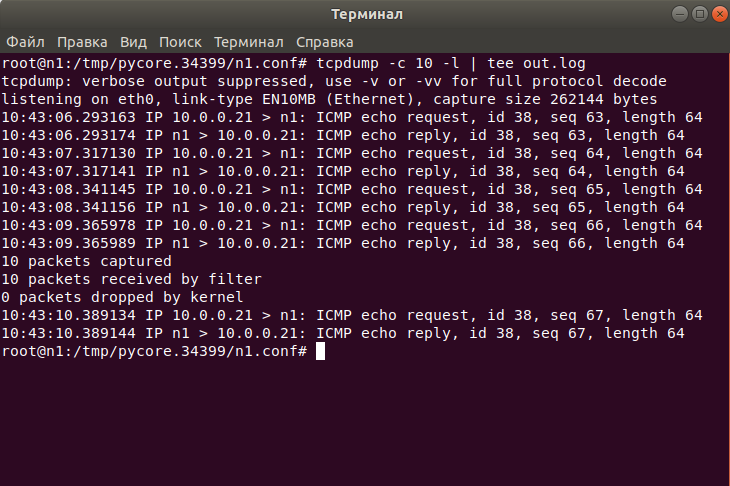 Терминал
Файл Правка Вид Поиск Терминал Справка
root@n1:/tmp/pycore.34399/n1.conf# tcpdump -c 10 -l | tee out.log
tcpdump: verbose output suppressed, use -v or -vv for full protocol decode
listening on eth0, link-type EN10MB (Ethernet), capture size 262144 bytes
10:43:06.293163 IP 10.0.0.21 > n1: ICMP echo request, id 38, seq 63, length 64
10:43:06.293174 IP n1 > 10.0.0.21: ICMP echo reply, id 38, seq 63, length 64
10:43:07.317130 IP 10.0.0.21 > n1: ICMP echo request, id 38, seq 64, length 64
10:43:07.317141 IP n1 > 10.0.0.21: ICMP echo reply, id 38, seq 64, length 64
10:43:08.341145 IP 10.0.0.21 > n1: ICMP echo request, id 38, seq 65, length 64
10:43:08.341156 IP n1 > 10.0.0.21: ICMP echo reply, id 38, seq 65, length 64
10:43:09.365978 IP 10.0.0.21 > n1: ICMP echo request, id 38, seq 66, length 64
10:43:09.365989 IP n1 > 10.0.0.21: ICMP echo reply, id 38, seq 66, length 64
10 packets captured
10 packets received by filter
0 packets dropped by kernel
10:43:10.389134 IP 10.0.0.21 > n1: ICMP echo request, id 38, seq 67, length 64
10:43:10.389144 IP n1 > 10.0.0.21: ICMP echo reply, id 38, seq 67, length 64
root@n1:/tmp/pycore.34399/n1.conf#